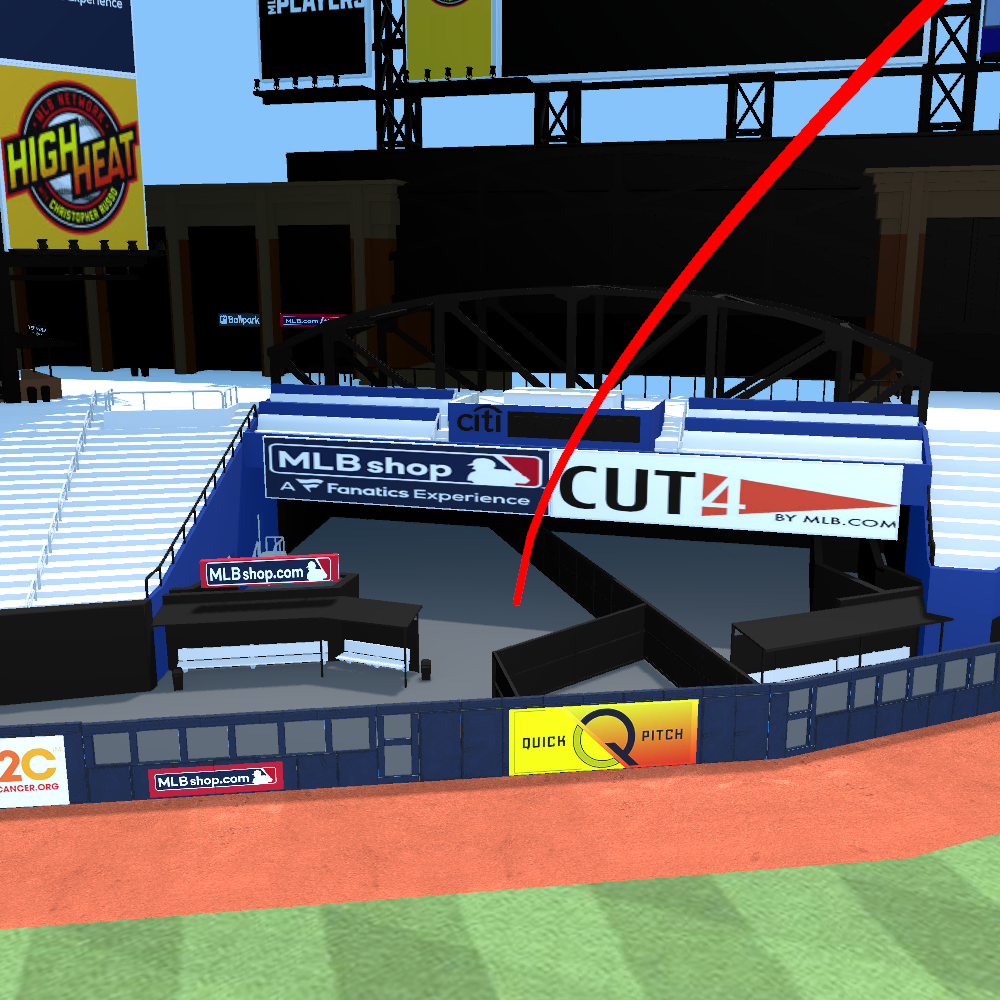 Experience
MLB
PLAYERS
MLB NETWORK
HIGH HEAT
CHRISTOPHER RUSSO
Ballpark
MLB.com
citi
MLB shop
A Fanatics Experience
CUT4
BY MLB.COM
MLBshop.com
QUICK Q PITCH
2C
CANCER.ORG
MLBshop.com